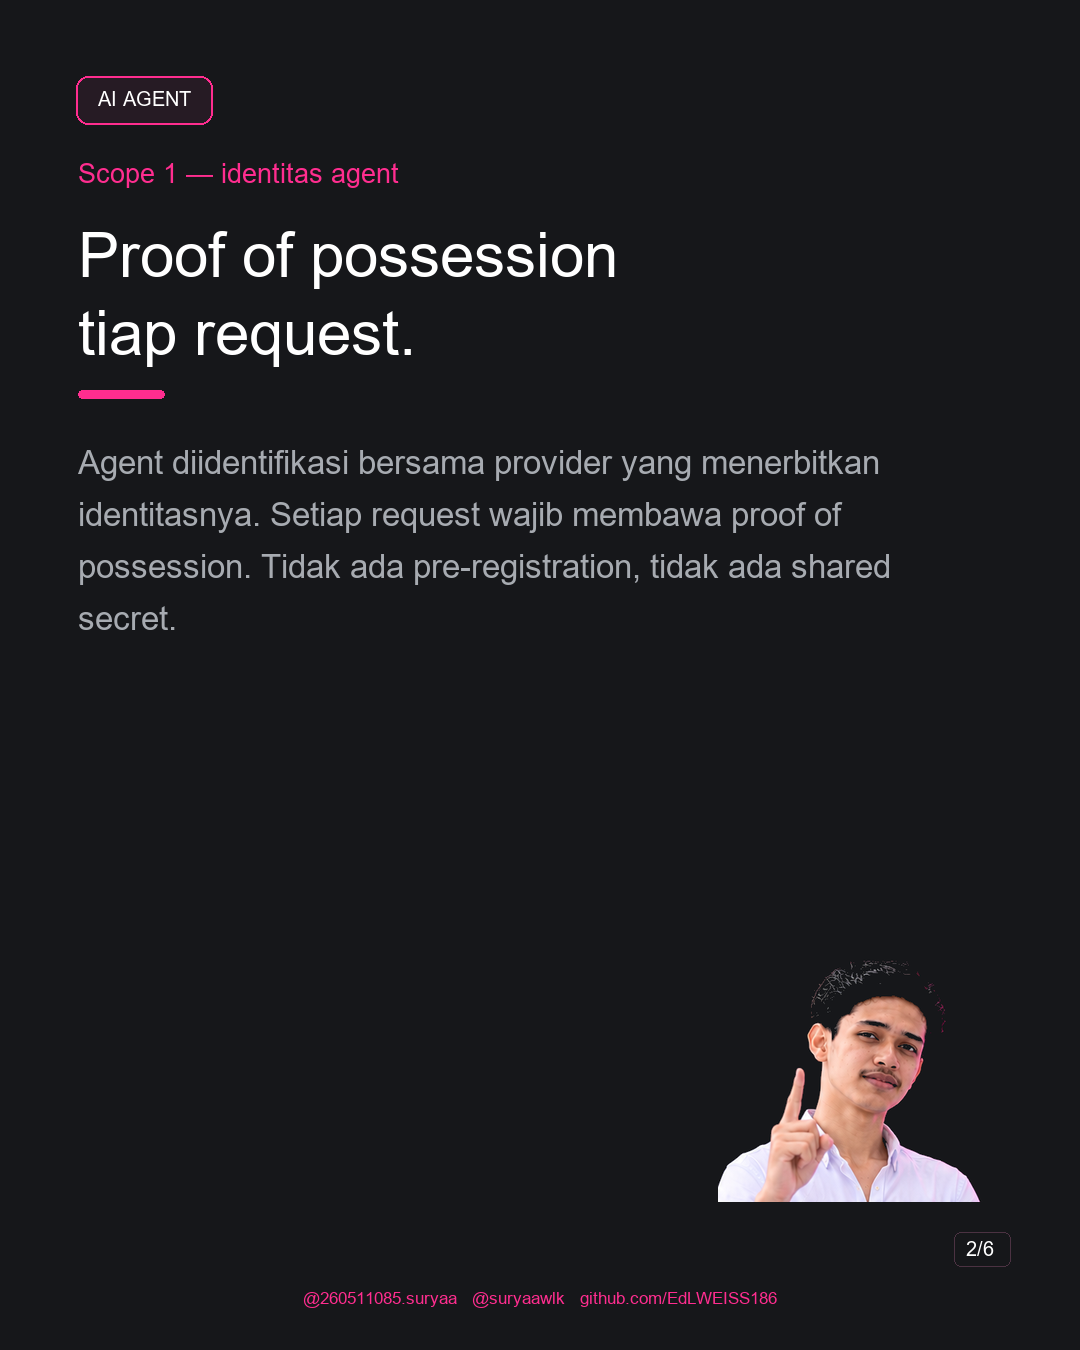 AI AGENT
Scope 1 — identitas agent
Proof of possession
tiap request.
Agent diidentifikasi bersama provider yang menerbitkan
identitasnya. Setiap request wajib membawa proof of
possession. Tidak ada pre-registration, tidak ada shared
secret.
2/6
@260511085.suryaa @suryaawlk github.com/EdLWEISS186